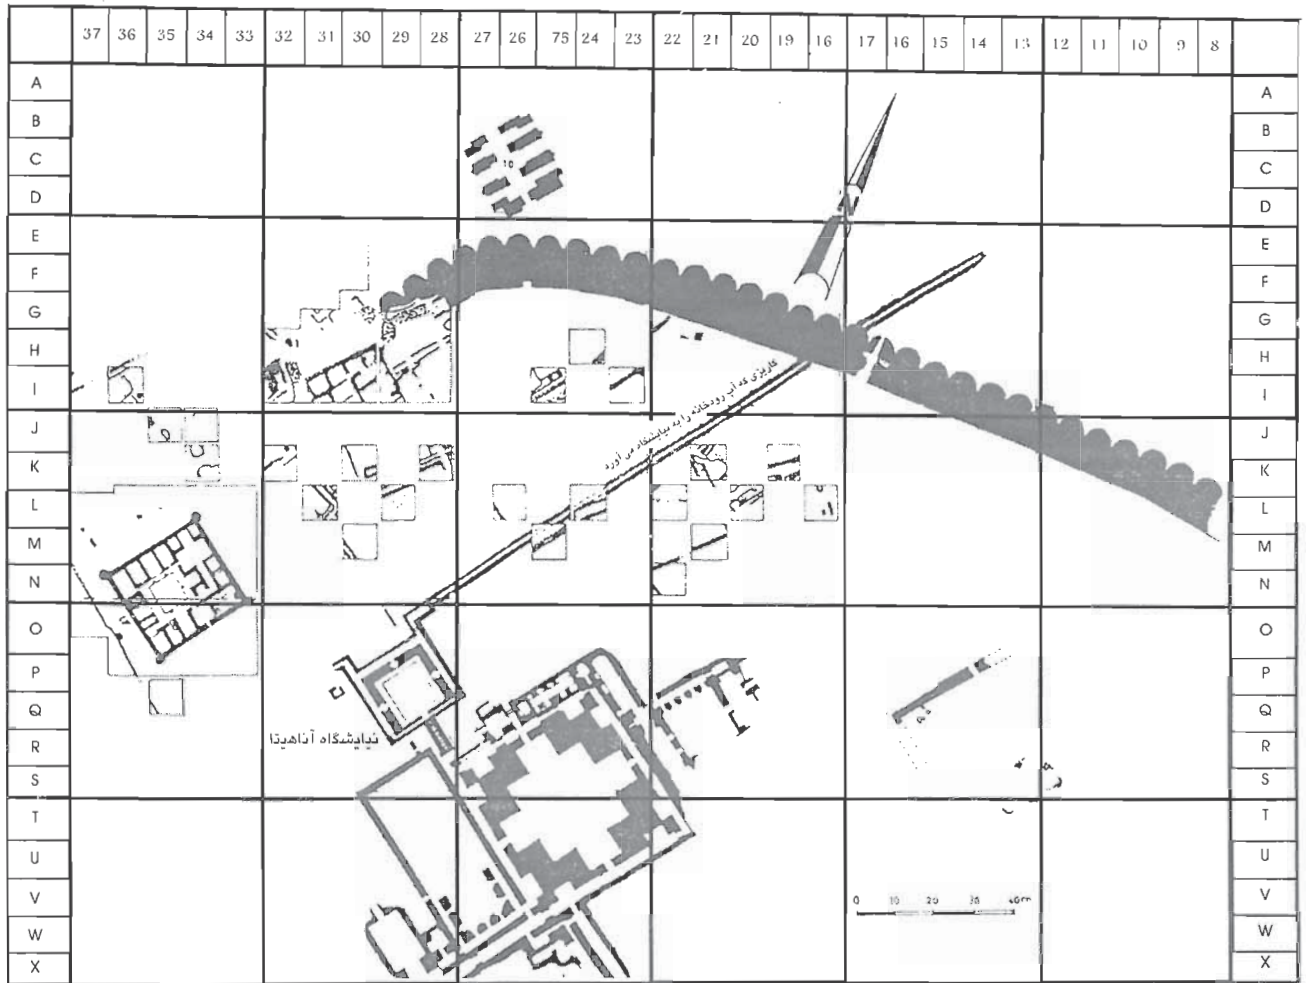 37 36 35 34 33 32 31 30 29 28 27 26 75 24 23 22 21 20 19 16 17 16 15 14 13 12 11 10 9 8
A A
B B
C 10 C
D D
E E
F F
G G
H H
I I
کاریزی که آب رودخانه را به نیایشگاه می آورد
J J
K K
L L
M M
N N
O O
P P
Q Q
نیایشگاه آناهیتا
R R
S S
T T
U U
V V
0 10 20 30 40m
W W
X X